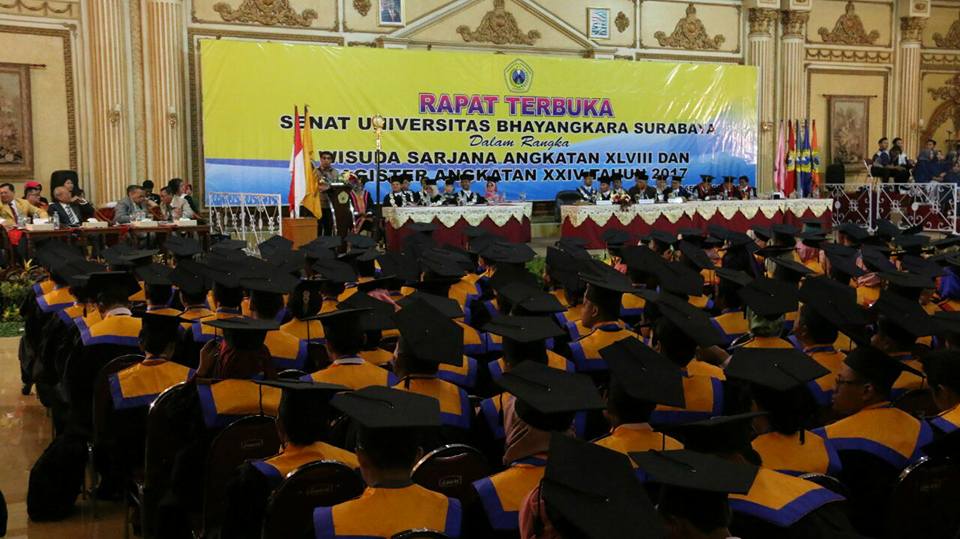 RAPAT TERBUKA
SENAT UNIVERSITAS BHAYANGKARA SURABAYA
Dalam Rangka
WISUDA SARJANA ANGKATAN XLVIII DAN
MAGISTER ANGKATAN XXIV TAHUN 2017